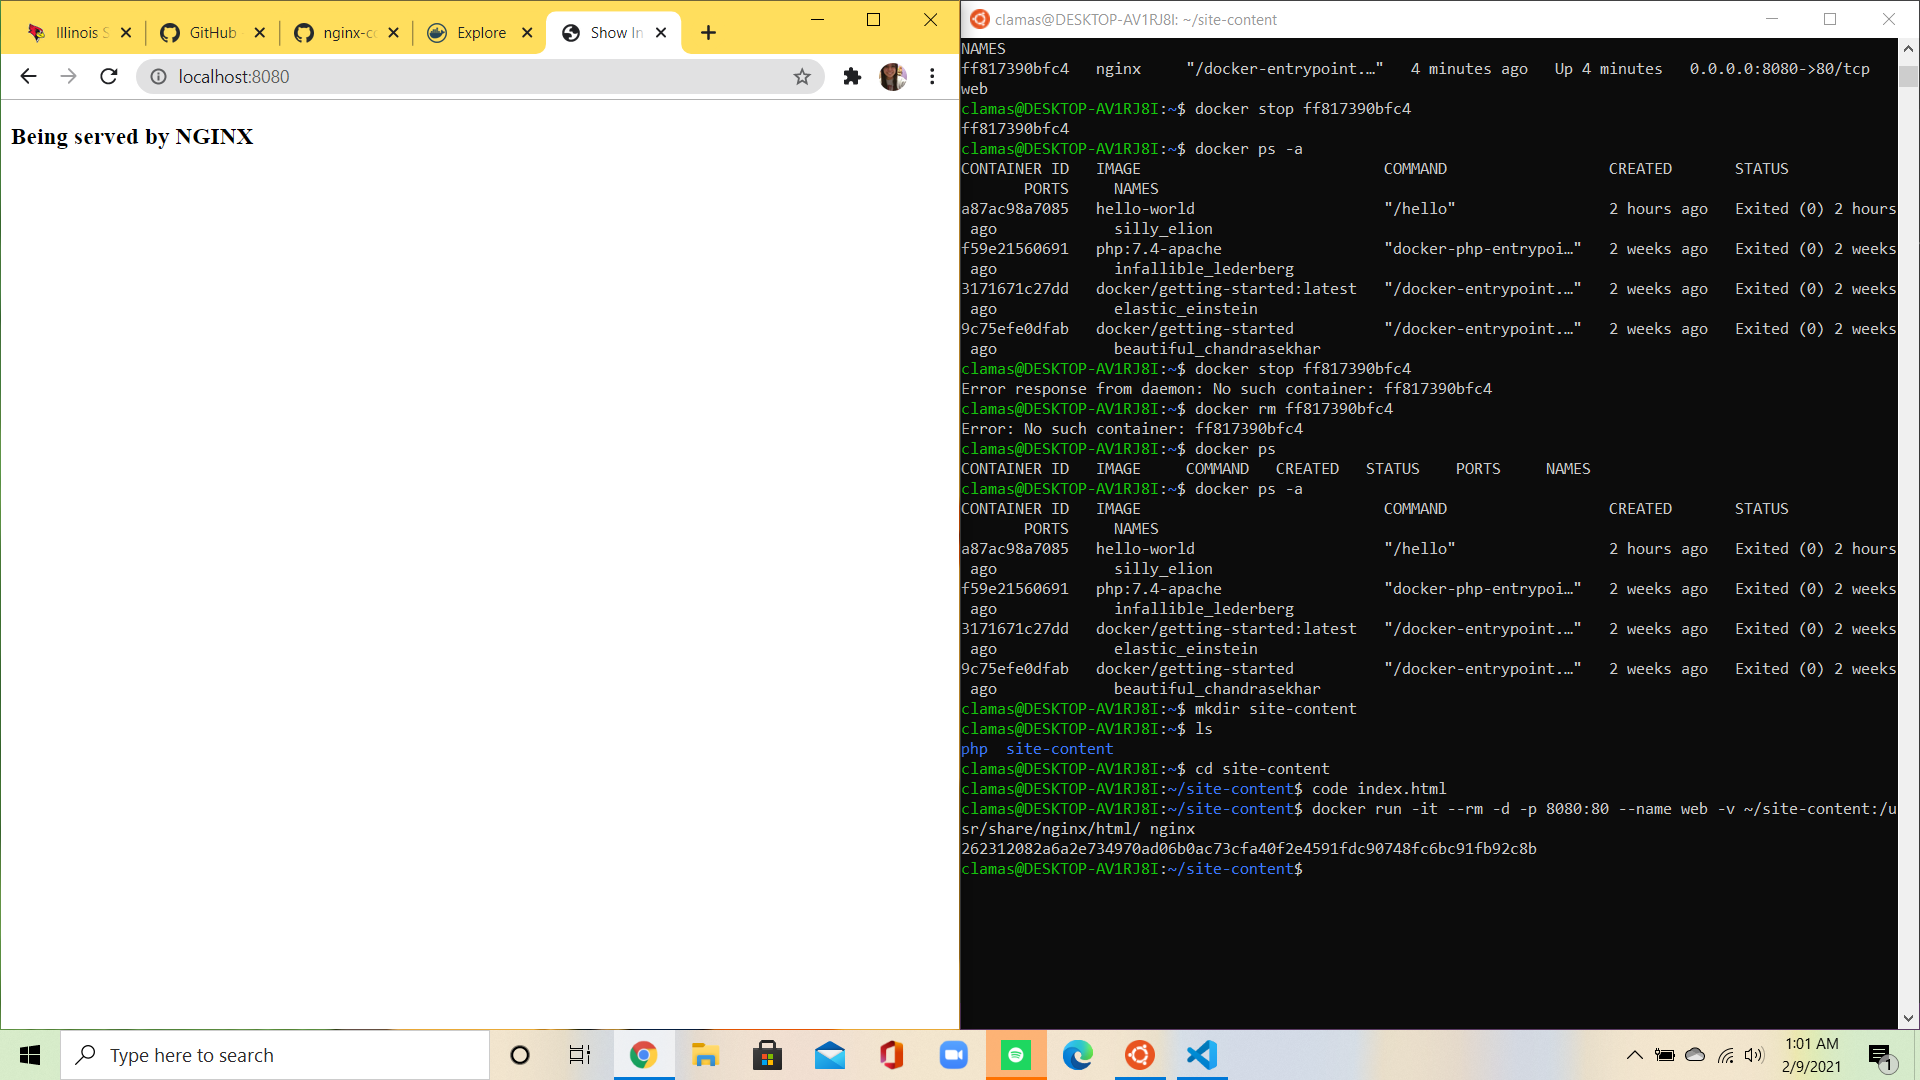 Illinois S
GitHub
nginx-co
Explore
Show In
localhost:8080
Being served by NGINX
clamas@DESKTOP-AV1RJ8I: ~/site-content
NAMES
ff817390bfc4   nginx     "/docker-entrypoint.…"   4 minutes ago   Up 4 minutes   0.0.0.0:8080->80/tcp
web
clamas@DESKTOP-AV1RJ8I:~$ docker stop ff817390bfc4
ff817390bfc4
clamas@DESKTOP-AV1RJ8I:~$ docker ps -a
CONTAINER ID   IMAGE                           COMMAND                  CREATED       STATUS
       PORTS     NAMES
a87ac98a7085   hello-world                     "/hello"                 2 hours ago   Exited (0) 2 hours
 ago             silly_elion
f59e21560691   php:7.4-apache                  "docker-php-entrypoi…"   2 weeks ago   Exited (0) 2 weeks
 ago             infallible_lederberg
3171671c27dd   docker/getting-started:latest   "/docker-entrypoint.…"   2 weeks ago   Exited (0) 2 weeks
 ago             elastic_einstein
9c75efe0dfab   docker/getting-started          "/docker-entrypoint.…"   2 weeks ago   Exited (0) 2 weeks
 ago             beautiful_chandrasekhar
clamas@DESKTOP-AV1RJ8I:~$ docker stop ff817390bfc4
Error response from daemon: No such container: ff817390bfc4
clamas@DESKTOP-AV1RJ8I:~$ docker rm ff817390bfc4
Error: No such container: ff817390bfc4
clamas@DESKTOP-AV1RJ8I:~$ docker ps
CONTAINER ID   IMAGE     COMMAND   CREATED   STATUS    PORTS     NAMES
clamas@DESKTOP-AV1RJ8I:~$ docker ps -a
CONTAINER ID   IMAGE                           COMMAND                  CREATED       STATUS
       PORTS     NAMES
a87ac98a7085   hello-world                     "/hello"                 2 hours ago   Exited (0) 2 hours
 ago             silly_elion
f59e21560691   php:7.4-apache                  "docker-php-entrypoi…"   2 weeks ago   Exited (0) 2 weeks
 ago             infallible_lederberg
3171671c27dd   docker/getting-started:latest   "/docker-entrypoint.…"   2 weeks ago   Exited (0) 2 weeks
 ago             elastic_einstein
9c75efe0dfab   docker/getting-started          "/docker-entrypoint.…"   2 weeks ago   Exited (0) 2 weeks
 ago             beautiful_chandrasekhar
clamas@DESKTOP-AV1RJ8I:~$ mkdir site-content
clamas@DESKTOP-AV1RJ8I:~$ ls
php  site-content
clamas@DESKTOP-AV1RJ8I:~$ cd site-content
clamas@DESKTOP-AV1RJ8I:~/site-content$ code index.html
clamas@DESKTOP-AV1RJ8I:~/site-content$ docker run -it --rm -d -p 8080:80 --name web -v ~/site-content:/u
sr/share/nginx/html/ nginx
262312082a6a2e734970ad06b0ac73cfa40f2e4591fdc90748fc6bc91fb92c8b
clamas@DESKTOP-AV1RJ8I:~/site-content$
Type here to search
1:01 AM
2/9/2021
1